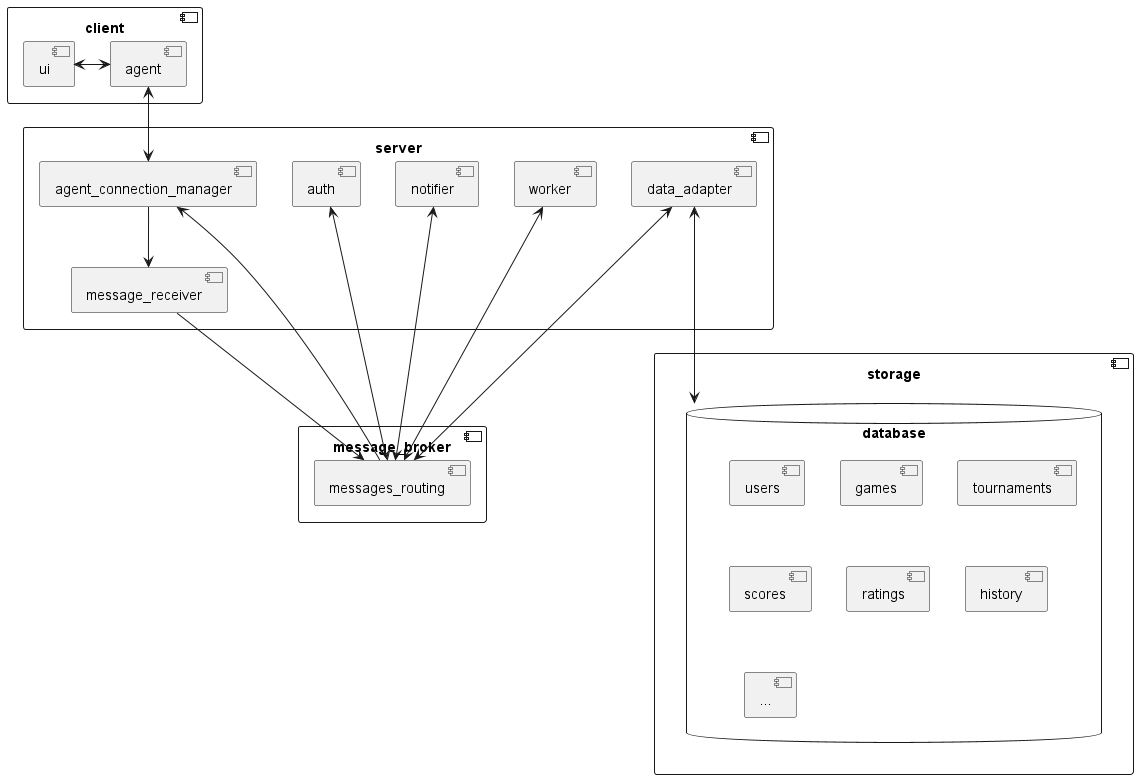 client
ui
agent
server
agent_connection_manager
auth
notifier
worker
data_adapter
message_receiver
storage
database
message_broker
messages_routing
users
games
tournaments
scores
ratings
history
...